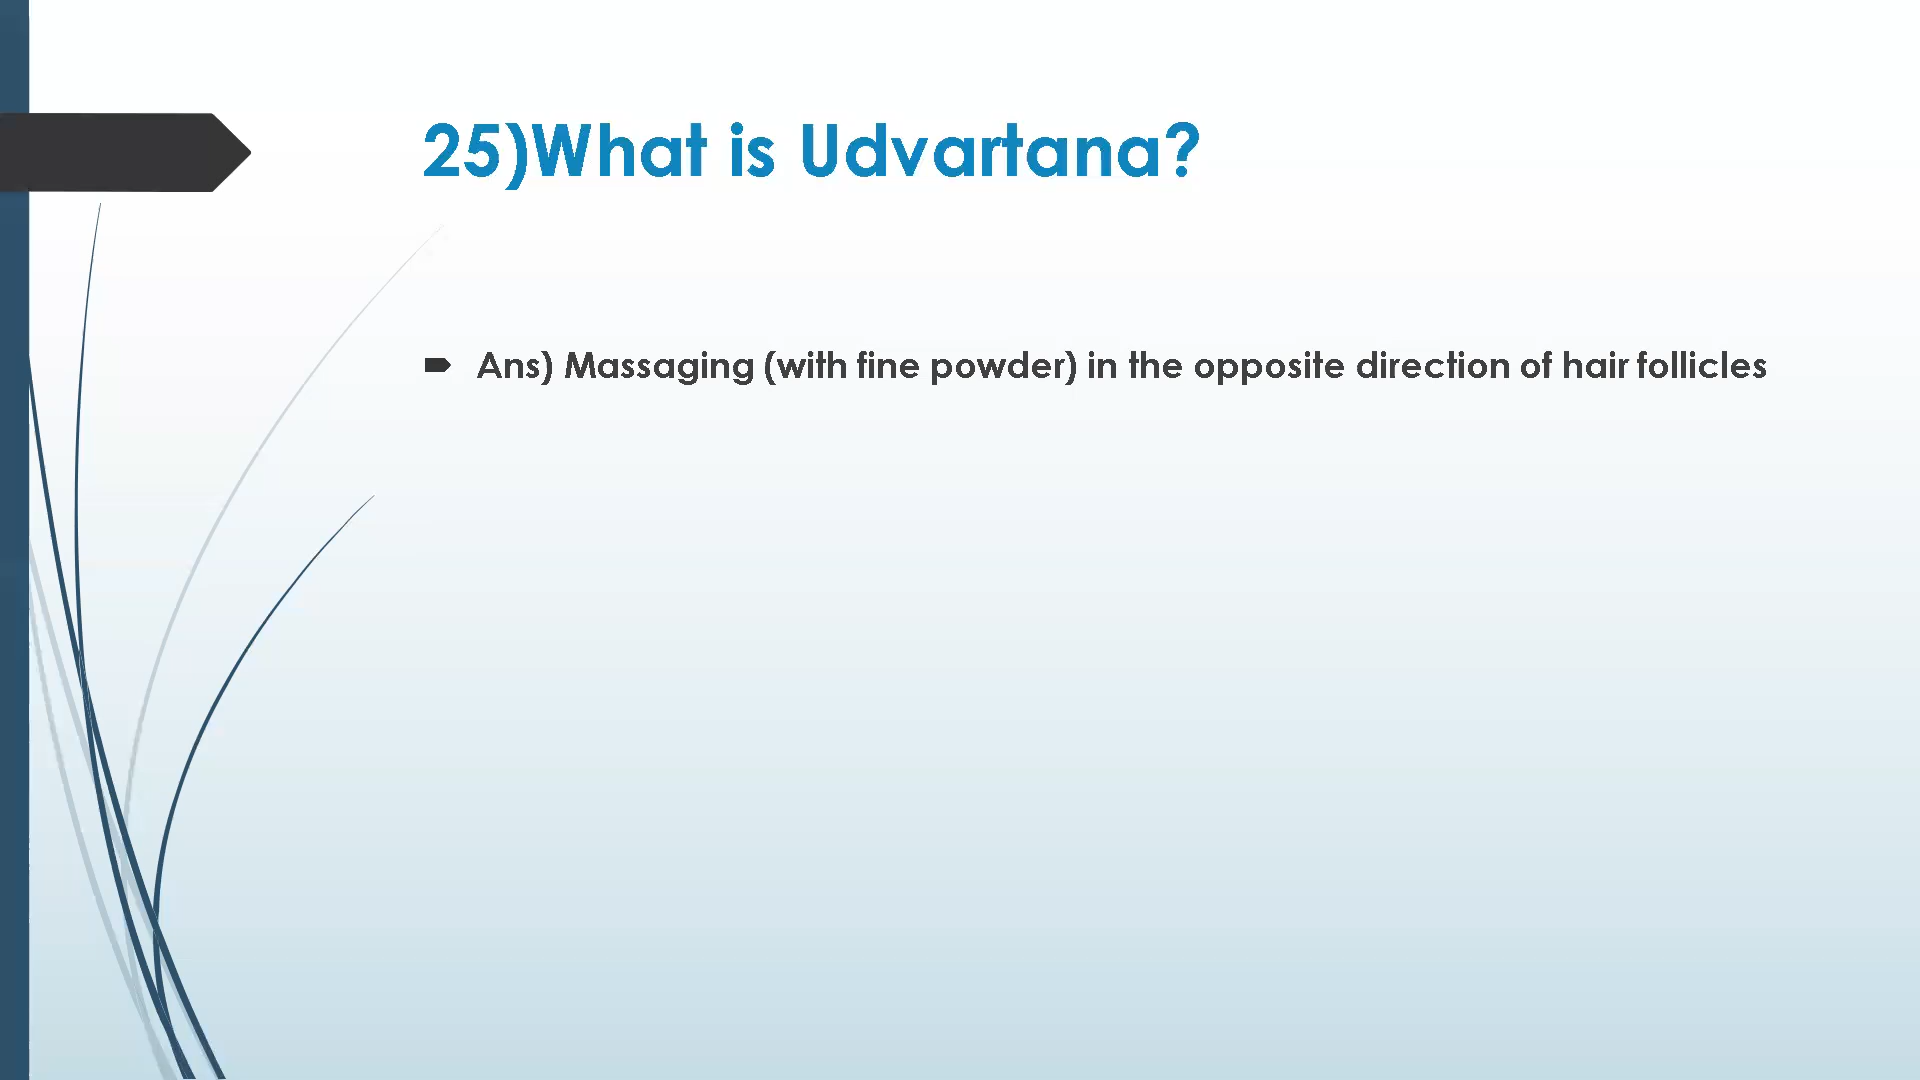 25)What is Udvartana?
Ans) Massaging (with fine powder) in the opposite direction of hair follicles